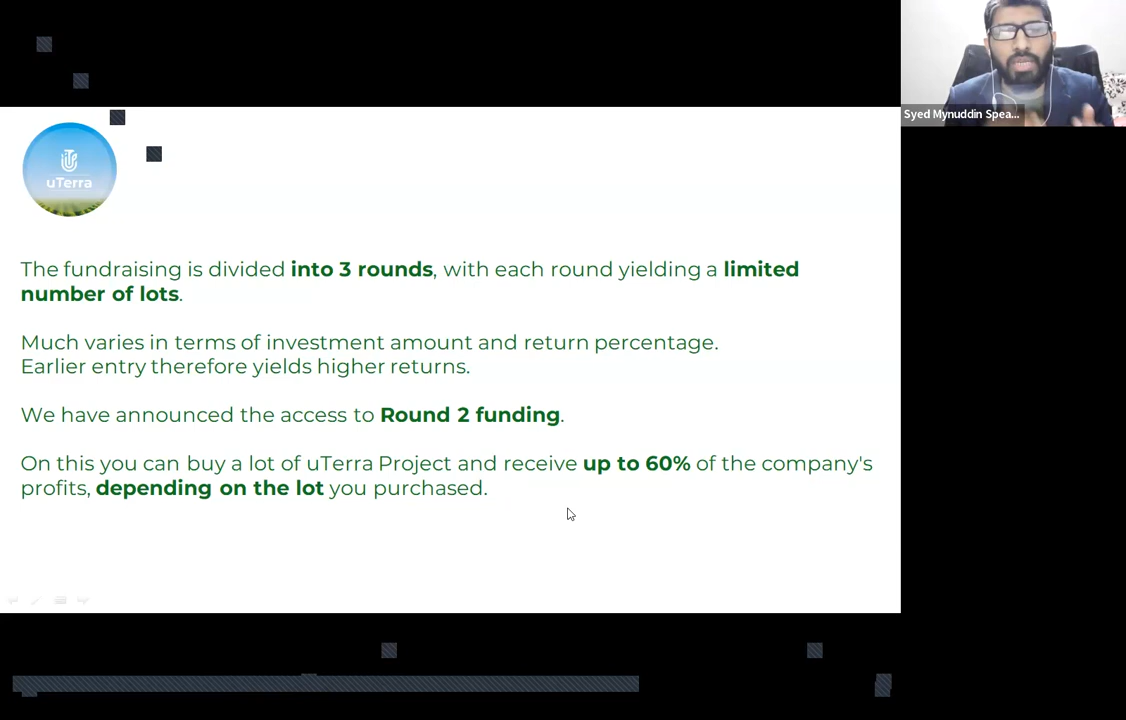 Syed Mynuddin Spea...
uTerra
The fundraising is divided into 3 rounds, with each round yielding a limited
number of lots.
Much varies in terms of investment amount and return percentage.
Earlier entry therefore yields higher returns.
We have announced the access to Round 2 funding.
On this you can buy a lot of uTerra Project and receive up to 60% of the company's
profits, depending on the lot you purchased.